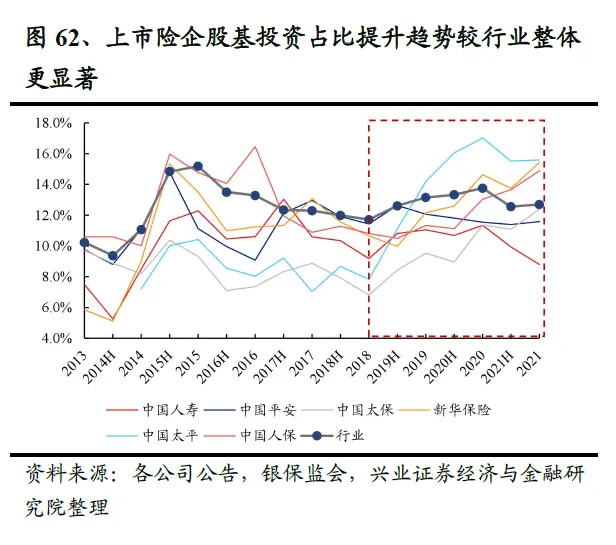 图 62、上市险企股基投资占比提升趋势较行业整体
更显著
18.0%
16.0%
14.0%
12.0%
10.0%
8.0%
6.0%
4.0%
2013 2014H 2014 2015H 2015 2016H 2016 2017H 2017 2018H 2018 2019H 2019 2020H 2020 2021H 2021
中国人寿 中国平安 中国太保 新华保险
中国太平 中国人保 行业
资料来源：各公司公告，银保监会，兴业证券经济与金融研
究院整理